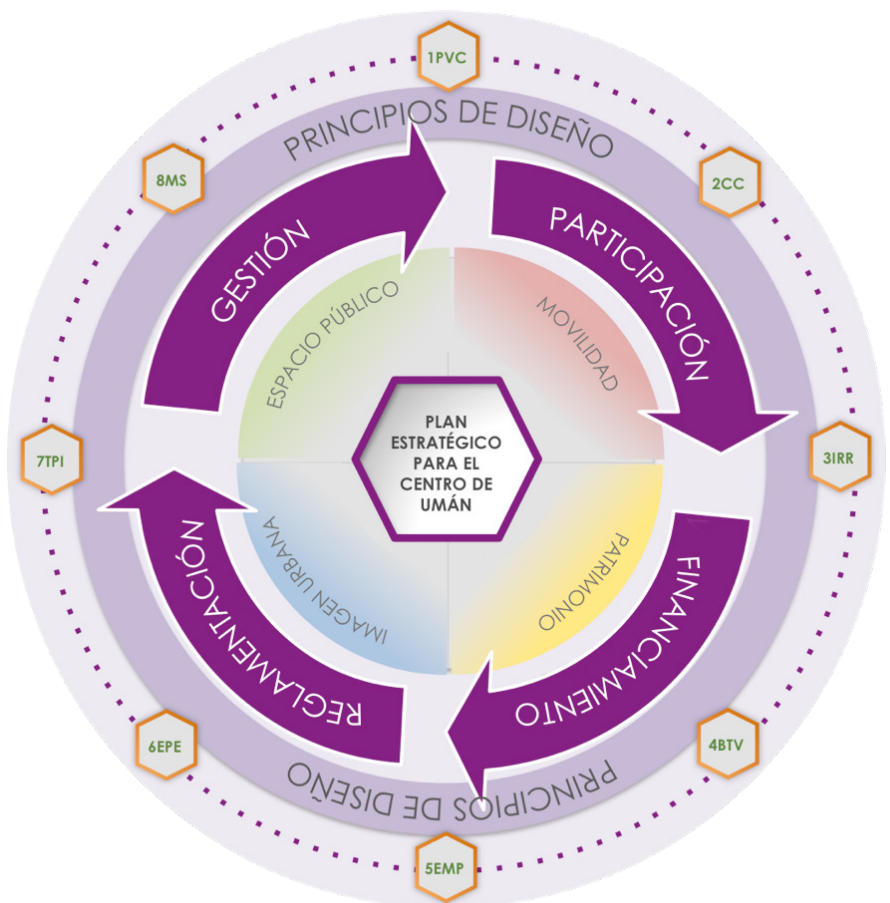 1PVC
PRINCIPIOS DE DISEÑO
8MS
2CC
GESTIÓN
PARTICIPACIÓN
ESPACIO PÚBLICO
MOVILIDAD
PLAN
ESTRATÉGICO
PARA EL
CENTRO DE
UMÁN
7TPI
3IRR
IMAGEN URBANA
PATRIMONIO
REGLAMENTACIÓN
FINANCIAMIENTO
6EPE
4BTV
PRINCIPIOS DE DISEÑO
5EMP